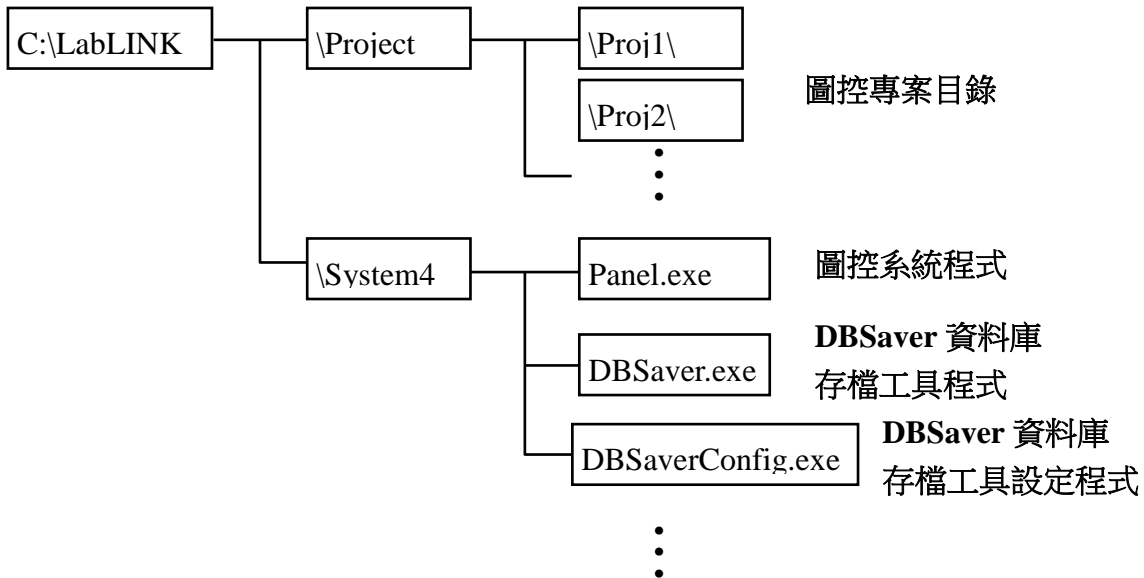 C:\LabLINK
\Project
\Proj1\
\Proj2\
圖控專案目錄
\System4
Panel.exe
圖控系統程式
DBSaver.exe
DBSaver 資料庫
存檔工具程式
DBSaverConfig.exe
DBSaver 資料庫
存檔工具設定程式